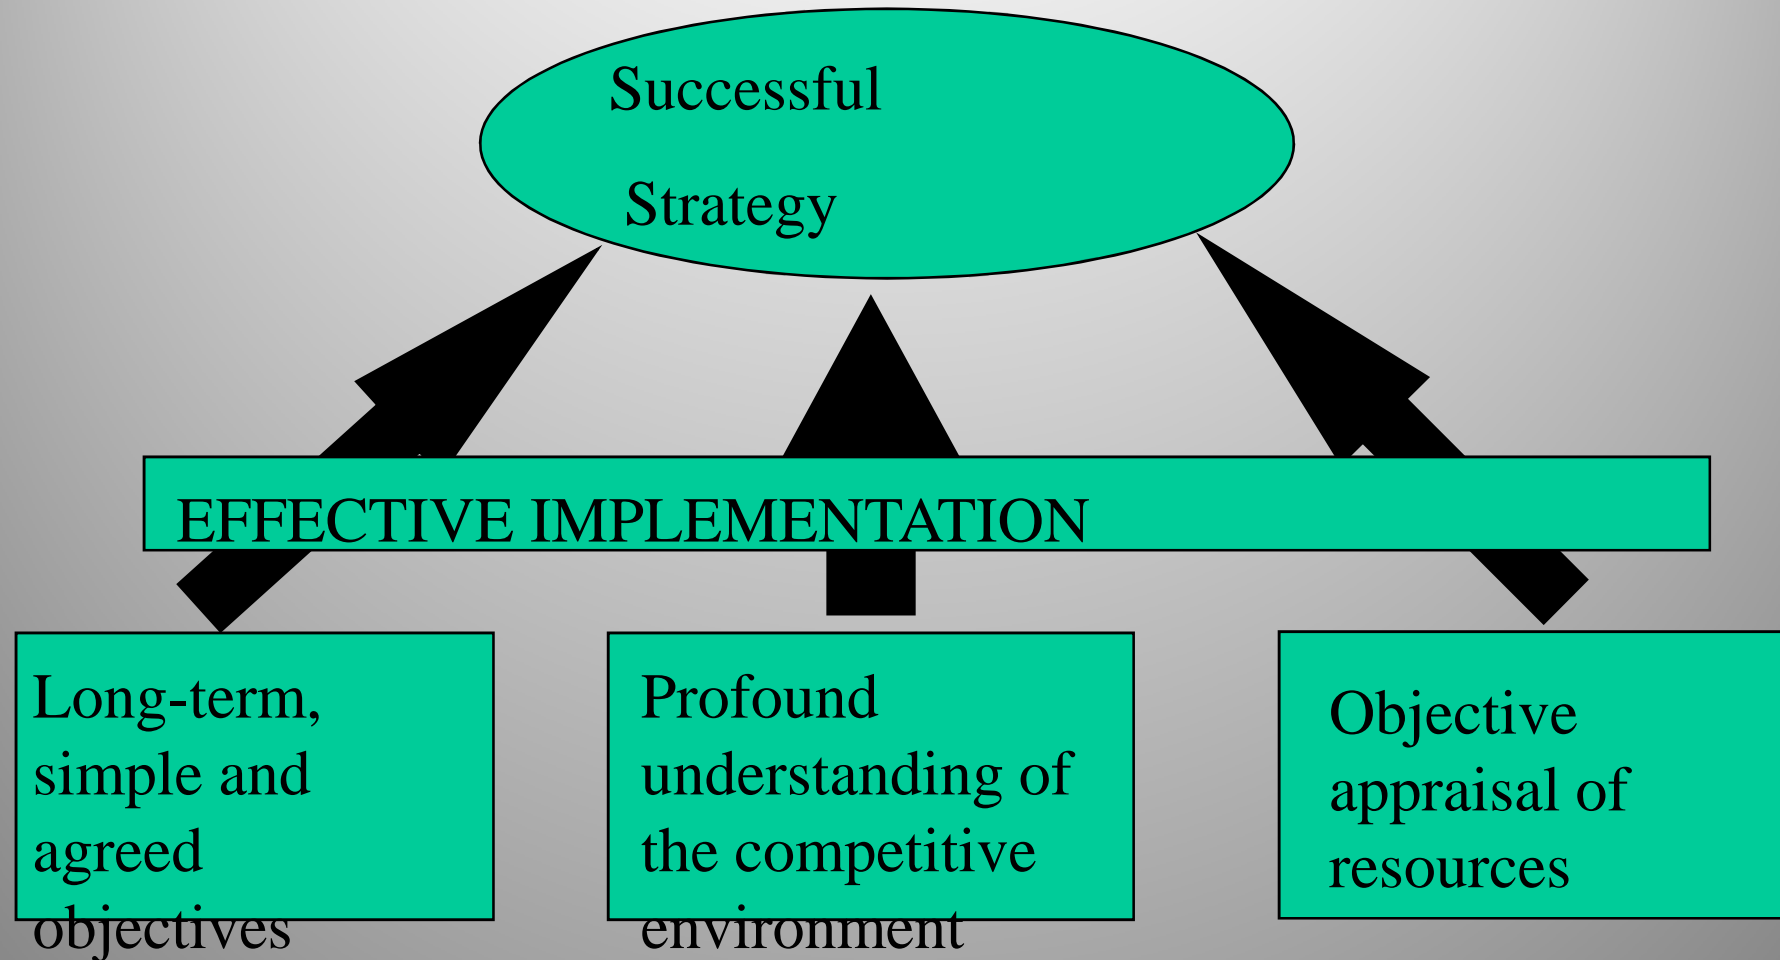 Successful
Strategy
EFFECTIVE IMPLEMENTATION
Long-term,
simple and
agreed
objectives
Profound
understanding of
the competitive
environment
Objective
appraisal of
resources